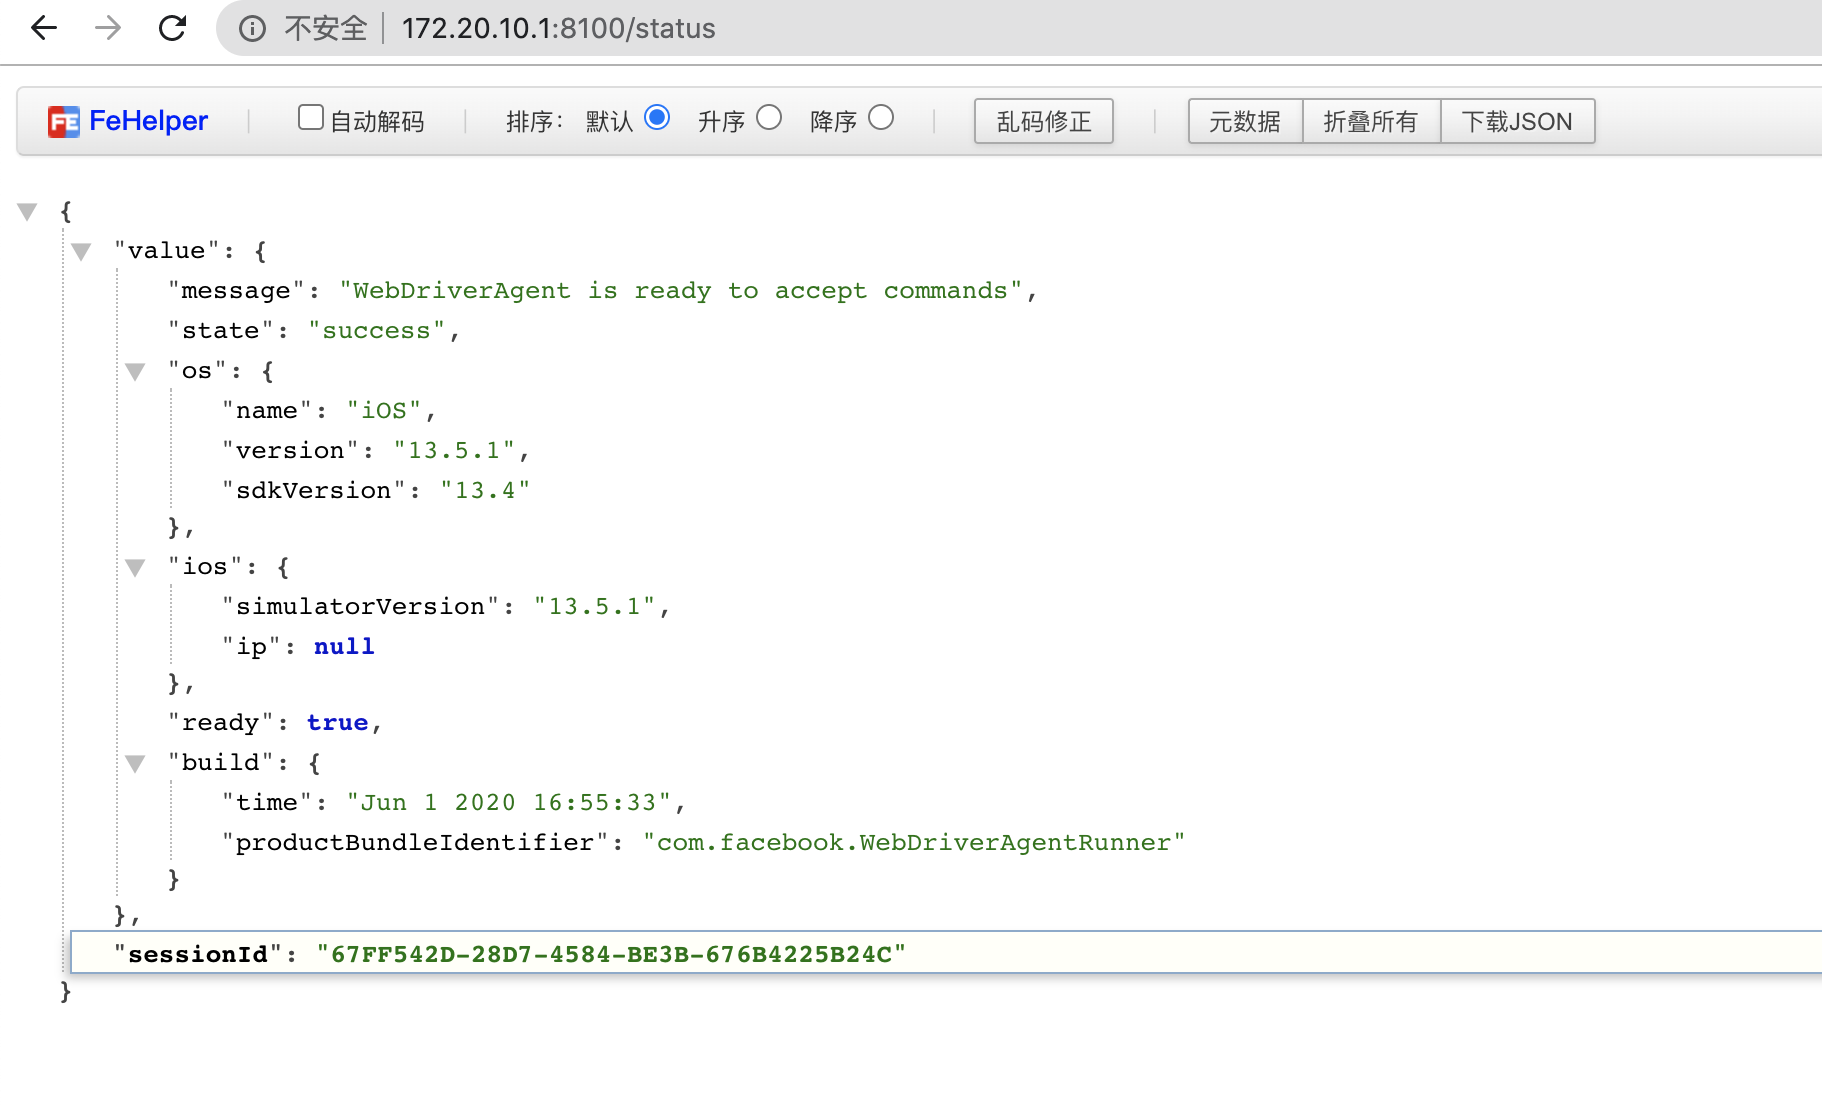 不安全 172.20.10.1:8100/status
FE FeHelper 自动解码 排序: 默认 升序 降序 乱码修正 元数据 折叠所有 下载JSON
{
"value": {
"message": "WebDriverAgent is ready to accept commands",
"state": "success",
"os": {
"name": "iOS",
"version": "13.5.1",
"sdkVersion": "13.4"
},
"ios": {
"simulatorVersion": "13.5.1",
"ip": null
},
"ready": true,
"build": {
"time": "Jun 1 2020 16:55:33",
"productBundleIdentifier": "com.facebook.WebDriverAgentRunner"
}
},
"sessionId": "67FF542D-28D7-4584-BE3B-676B4225B24C"
}